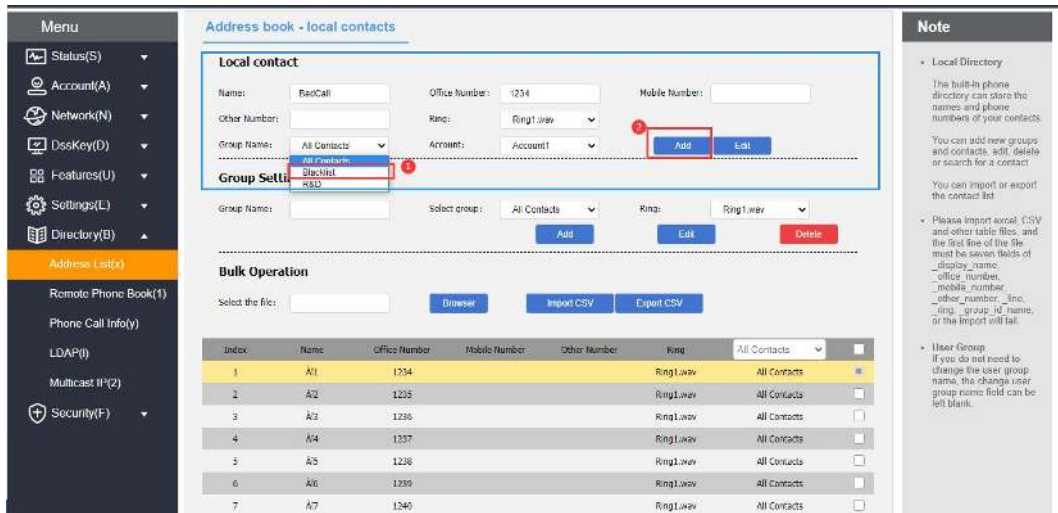 Menu
Status(S)
Account(A)
Network(N)
DssKey(D)
Features(U)
Settings(E)
Directory(B)
Address List(x)
Remote Phone Book(1)
Phone Call Info(y)
LDAP(l)
Multicast IP(2)
Security(F)
Address book - local contacts
Local contact
Name: BadCall Office Number: 1234 Mobile Number:
Other Number: Ring: Ring1.wav
Group Name: All Contacts Account: Account1 2 Add Edit
All Contacts
Blacklist 1
R&D
Group Setti
Group Name: Select group: All Contacts Ring: Ring1.wav
Add Edit Delete
Bulk Operation
Select the file: Browser Import CSV Export CSV
Index Name Office Number Mobile Number Other Number Ring All Contacts
1 Ãl1 1234 Ring1.wav All Contacts
2 Ãl2 1235 Ring1.wav All Contacts
3 Ãl3 1236 Ring1.wav All Contacts
4 Ãl4 1237 Ring1.wav All Contacts
5 Ãl5 1238 Ring1.wav All Contacts
6 Ãl6 1239 Ring1.wav All Contacts
7 Ãl7 1240 Ring1.wav All Contacts
Note
Local Directory
The built-in phone
directory can store the
names and phone
numbers of your contacts
You can add new groups
and contacts, edit, delete
or search for a contact
You can import or export
the contact list
Please import excel, CSV
and other table files, and
the first line of the file
must be seven fields of
_display_name,
_office_number,
_mobile_number,
_other_number, _line,
_ring, _group_id_name,
or the import will fail.
User Group
If you do not need to
change the user group
name, the change user
group name field can be
left blank.